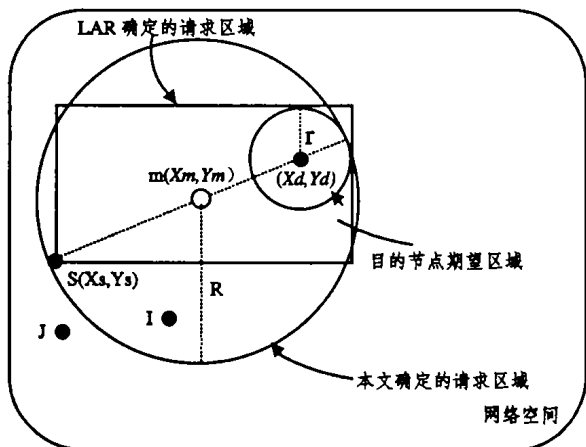 LAR 确定的请求区域
r
m(Xm,Ym)
(Xd,Yd)
目的节点期望区域
S(Xs,Ys)
R
I
J
本文确定的请求区域
网络空间